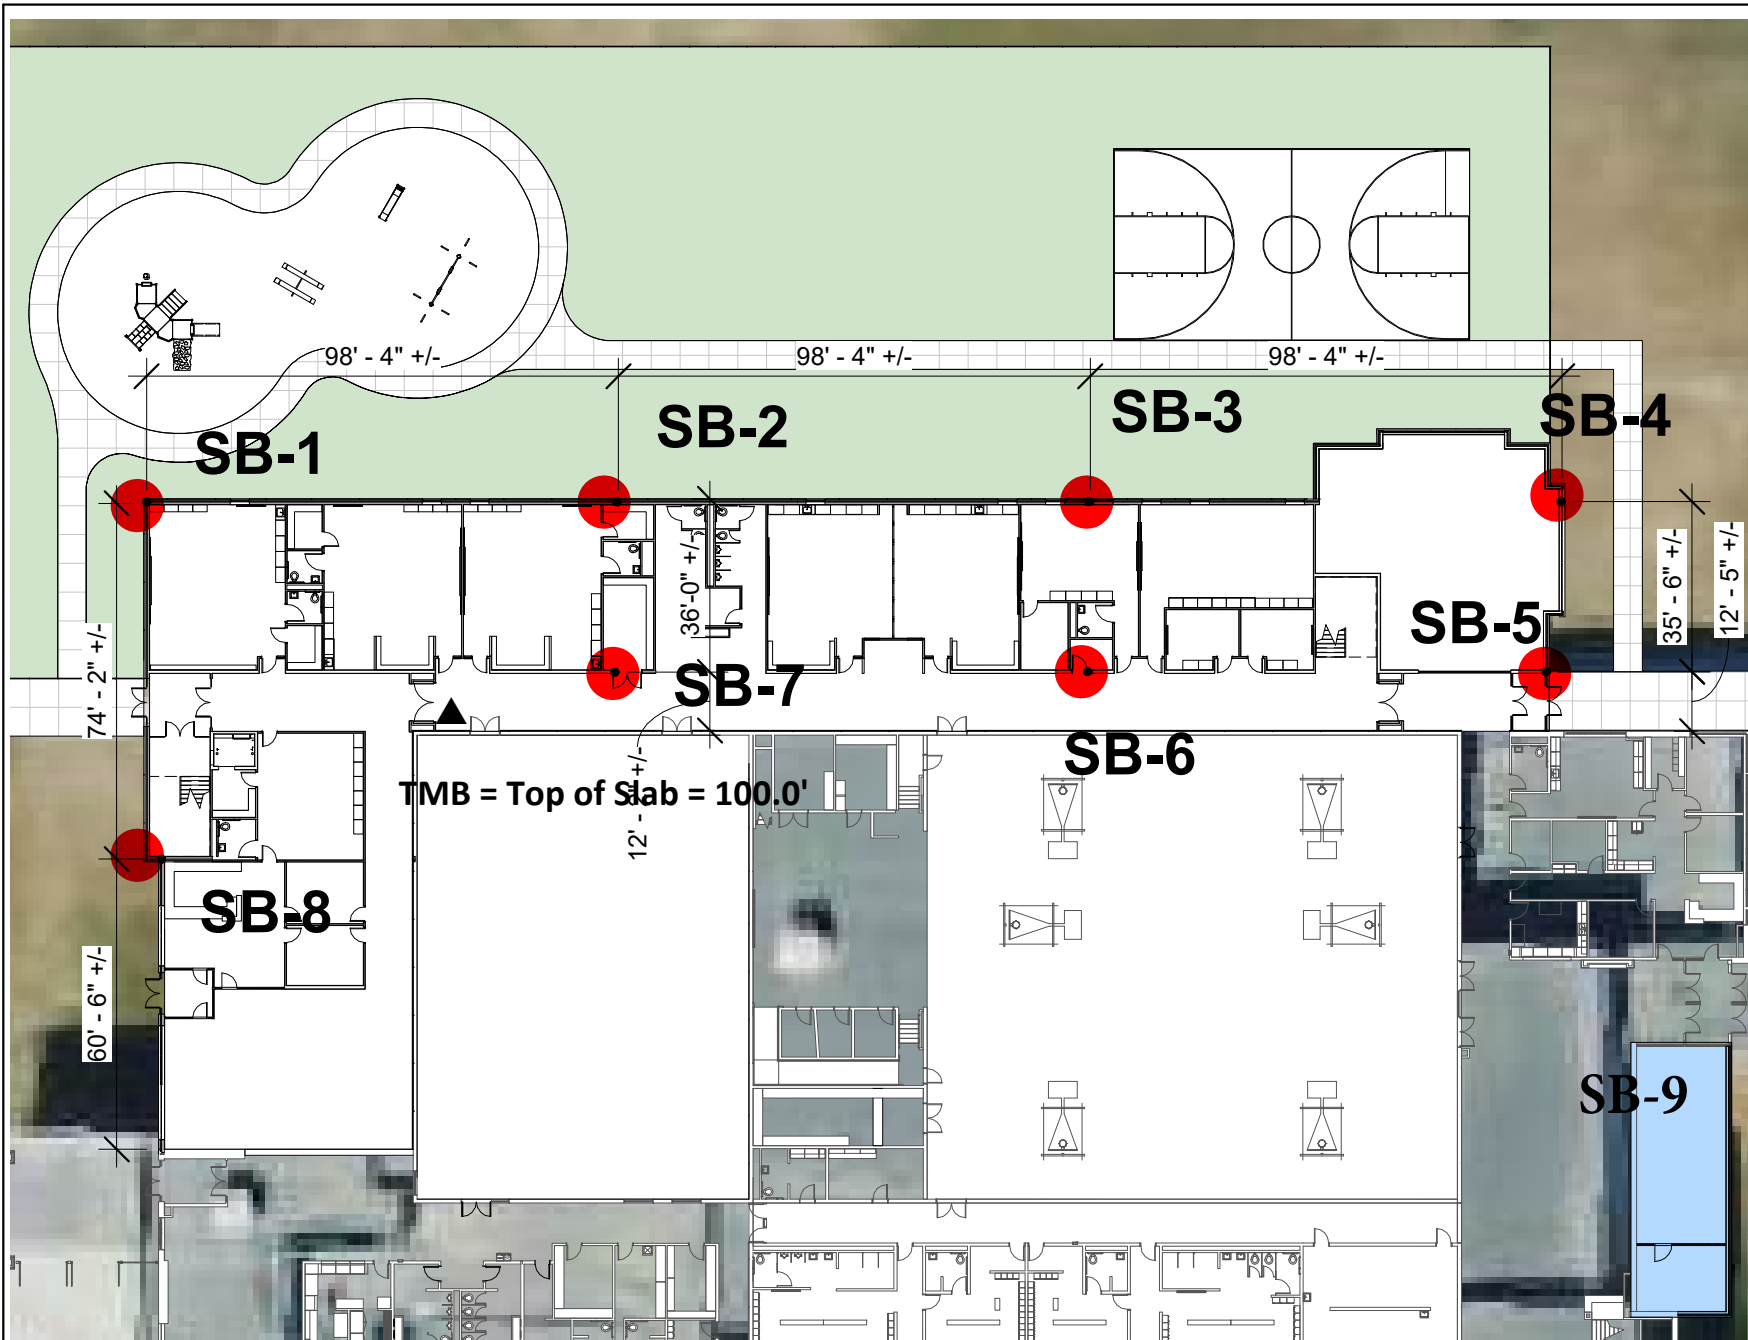 98' - 4" +/-
98' - 4" +/-
98' - 4" +/-
SB-1
SB-2
SB-3
SB-4
36'-0" +/-
35' - 6" +/-
12' - 5" +/-
SB-5
74' - 2" +/-
SB-7
SB-6
TMB = Top of Slab = 100.0'
SB-8
60' - 6" +/-
SB-9